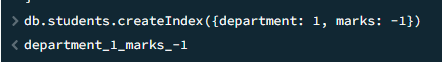 > db.students.createIndex({department: 1, marks: -1})
< department_1_marks_-1